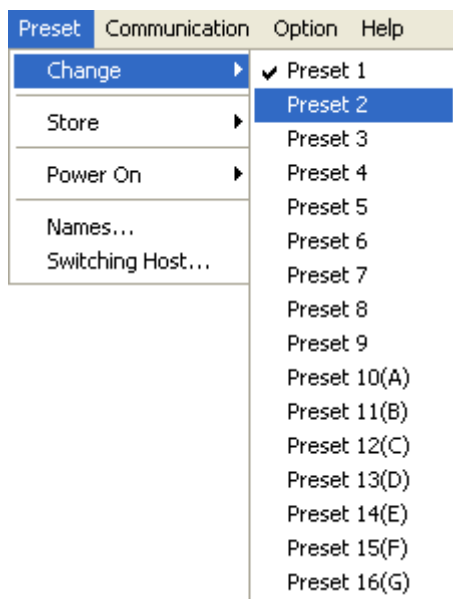 Preset Communication Option Help
Change
Store
Power On
Names...
Switching Host...
Preset 1
Preset 2
Preset 3
Preset 4
Preset 5
Preset 6
Preset 7
Preset 8
Preset 9
Preset 10(A)
Preset 11(B)
Preset 12(C)
Preset 13(D)
Preset 14(E)
Preset 15(F)
Preset 16(G)